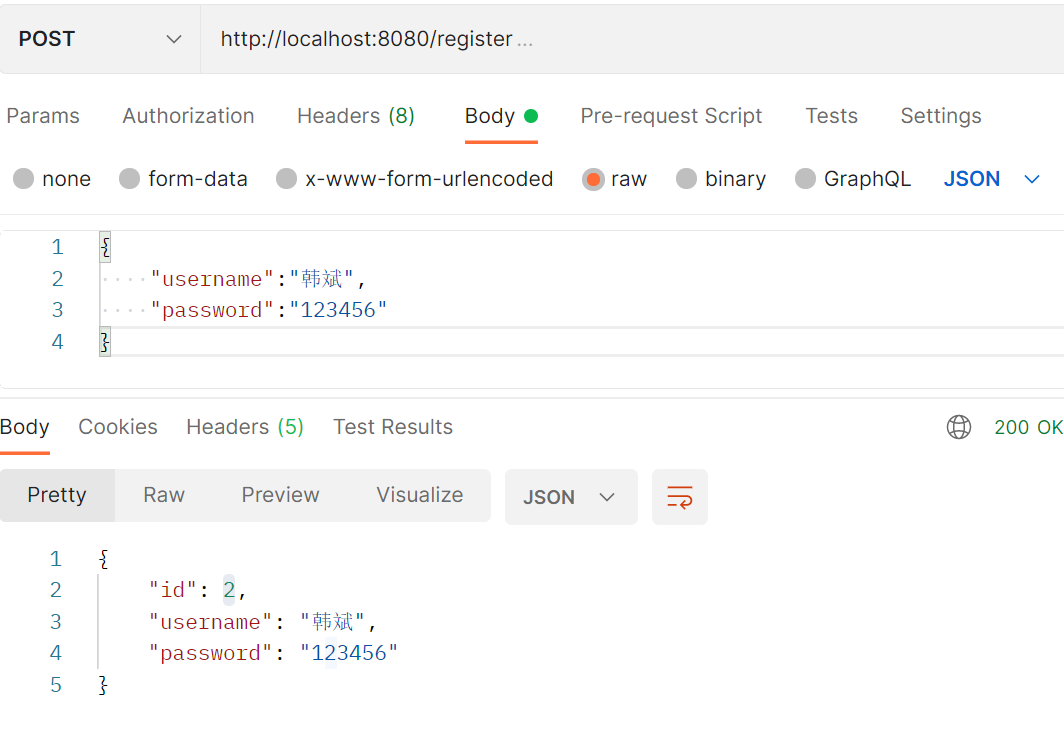 POST http://localhost:8080/register ...
Params Authorization Headers (8) Body Pre-request Script Tests Settings
none form-data x-www-form-urlencoded raw binary GraphQL JSON
1 {
2 ····"username":"韩斌",
3 ····"password":"123456"
4 }
Body Cookies Headers (5) Test Results 200 OK
Pretty Raw Preview Visualize JSON
1 {
2 "id": 2,
3 "username": "韩斌",
4 "password": "123456"
5 }